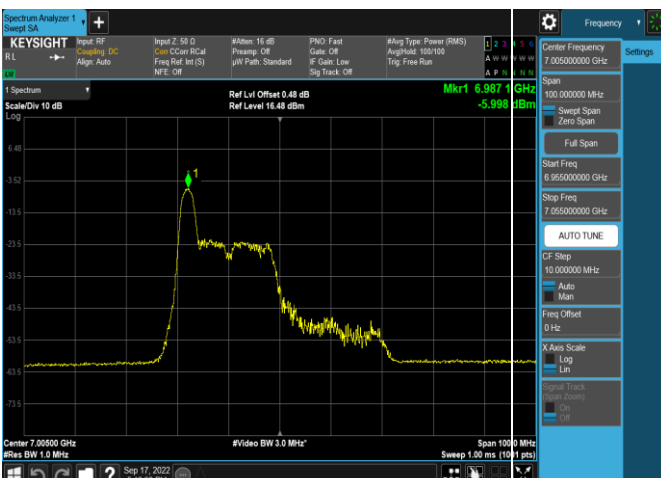 Spectrum Analyzer 1
Swept SA
+
Frequency
KEYSIGHT
R L
LW
Input: RF
Coupling: DC
Align: Auto
Input Z: 50 Ω
Corr CCorr RCal
Freq Ref: Int (S)
NFE: Off
#Atten: 16 dB
Preamp: Off
µW Path: Standard
PNO: Fast
Gate: Off
IF Gain: Low
Sig Track: Off
#Avg Type: Power (RMS)
Avg|Hold: 100/100
Trig: Free Run
1 2 3 4 5 6
A W W W W W
A P N N N N
1 Spectrum
Scale/Div 10 dB
Log
Ref Lvl Offset 0.48 dB
Ref Level 16.48 dBm
Mkr1 6.987 1 GHz
-5.998 dBm
1
6.48
-3.52
-13.5
-23.5
-33.5
-43.5
-53.5
-63.5
-73.5
Center 7.00500 GHz
#Res BW 1.0 MHz
#Video BW 3.0 MHz*
Span 100.0 MHz
Sweep 1.00 ms (1001 pts)
Sep 17, 2022
Center Frequency
7.005000000 GHz
Settings
Span
100.000000 MHz
Swept Span
Zero Span
Full Span
Start Freq
6.955000000 GHz
Stop Freq
7.055000000 GHz
AUTO TUNE
CF Step
10.000000 MHz
Auto
Man
Freq Offset
0 Hz
X Axis Scale
Log
Lin
Signal Track
(Span Zoom)
On
Off